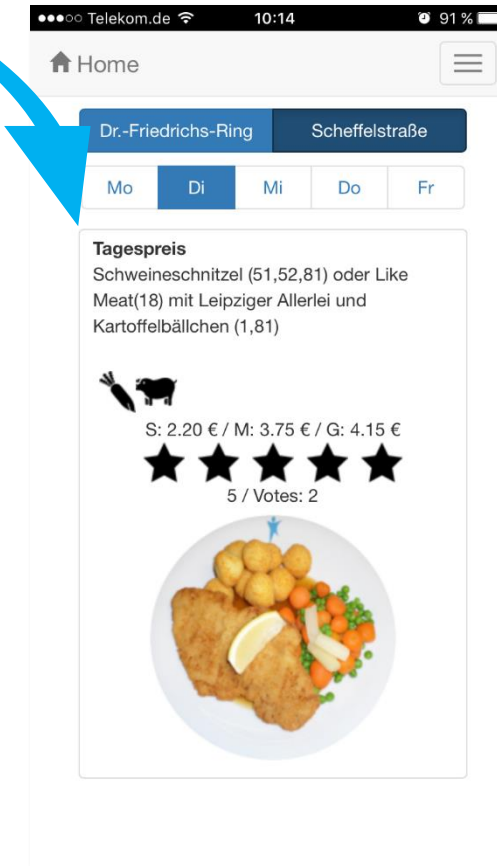 Telekom.de 10:14 91 %
Home
Dr.-Friedrichs-Ring Scheffelstraße
Mo Di Mi Do Fr
Tagespreis
Schweineschnitzel (51,52,81) oder Like
Meat(18) mit Leipziger Allerlei und
Kartoffelbällchen (1,81)
S: 2.20 € / M: 3.75 € / G: 4.15 €
5 / Votes: 2